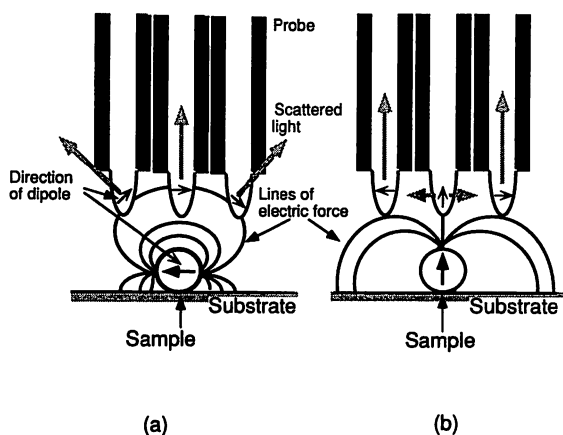 Probe
Scattered
light
Direction
of dipole
Lines of
electric force
Substrate
Substrate
Sample
Sample
(a)
(b)